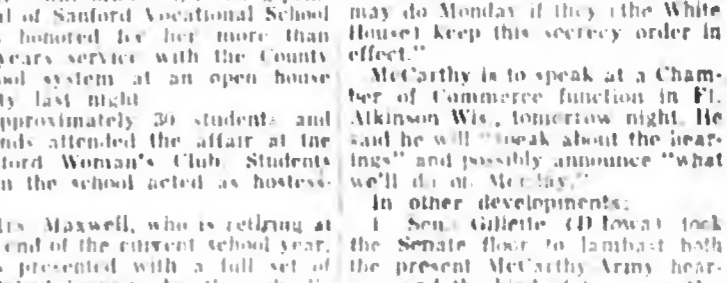 al of Sanford Vocational School
honored for her more than
years service with the County
ool system at an open house
ty last night
pproximately 30 students and
nds attended the affair at the
ford Woman's Club. Students
m the school acted as hostess-
Mrs. Maxwell, who is retiring at
end of the current school year,
presented with a full set of
may do Monday if they (the White
House) keep this secrecy order in
effect."
McCarthy is to speak at a Cham-
ber of Commerce function in Ft.
Atkinson Wis., tomorrow night. He
said he will "speak about the hear-
ings" and possibly announce "what
we'll do on Monday."
In other developments:
1 Sen. Gillette (D Iowa) took
the Senate floor to lambast both
the present McCarthy Army hear-